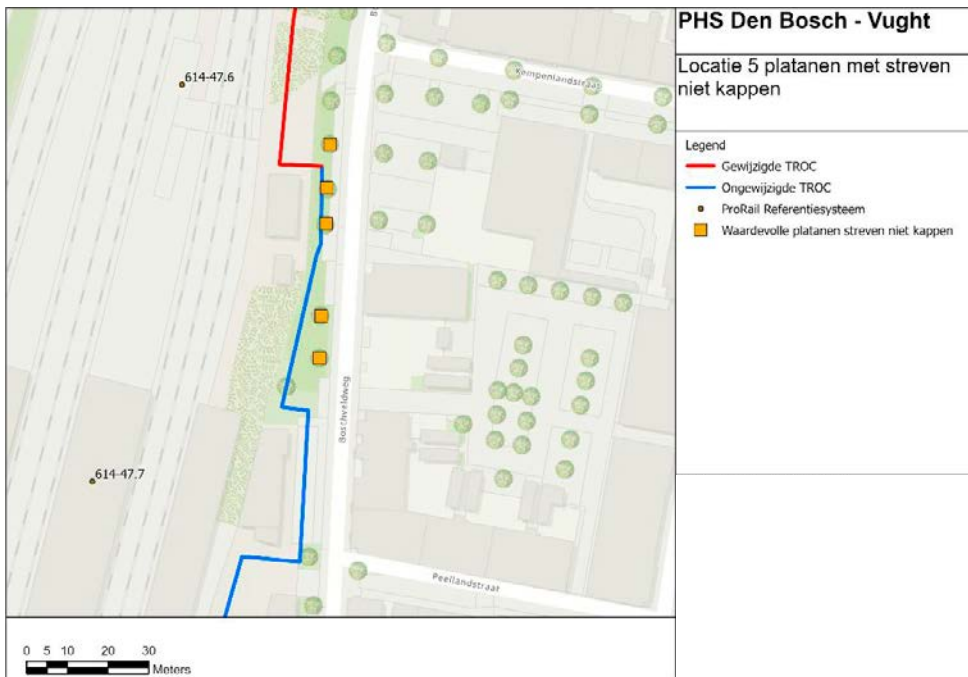 PHS Den Bosch - Vught
Locatie 5 platanen met streven
niet kappen
Legend
Gewijzigde TROC
Ongewijzigde TROC
ProRail Referentiesysteem
Waardevolle platanen streven niet kappen
614-47.6
Kempenlandstraat
Boschveldweg
614-47.7
Peellandstraat
0 5 10 20 30
Meters